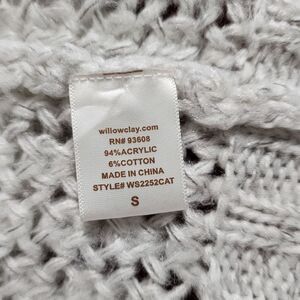 willowclay.com
RN# 93608
94%ACRYLIC
6%COTTON
MADE IN CHINA
STYLE# WS2252CAT
S